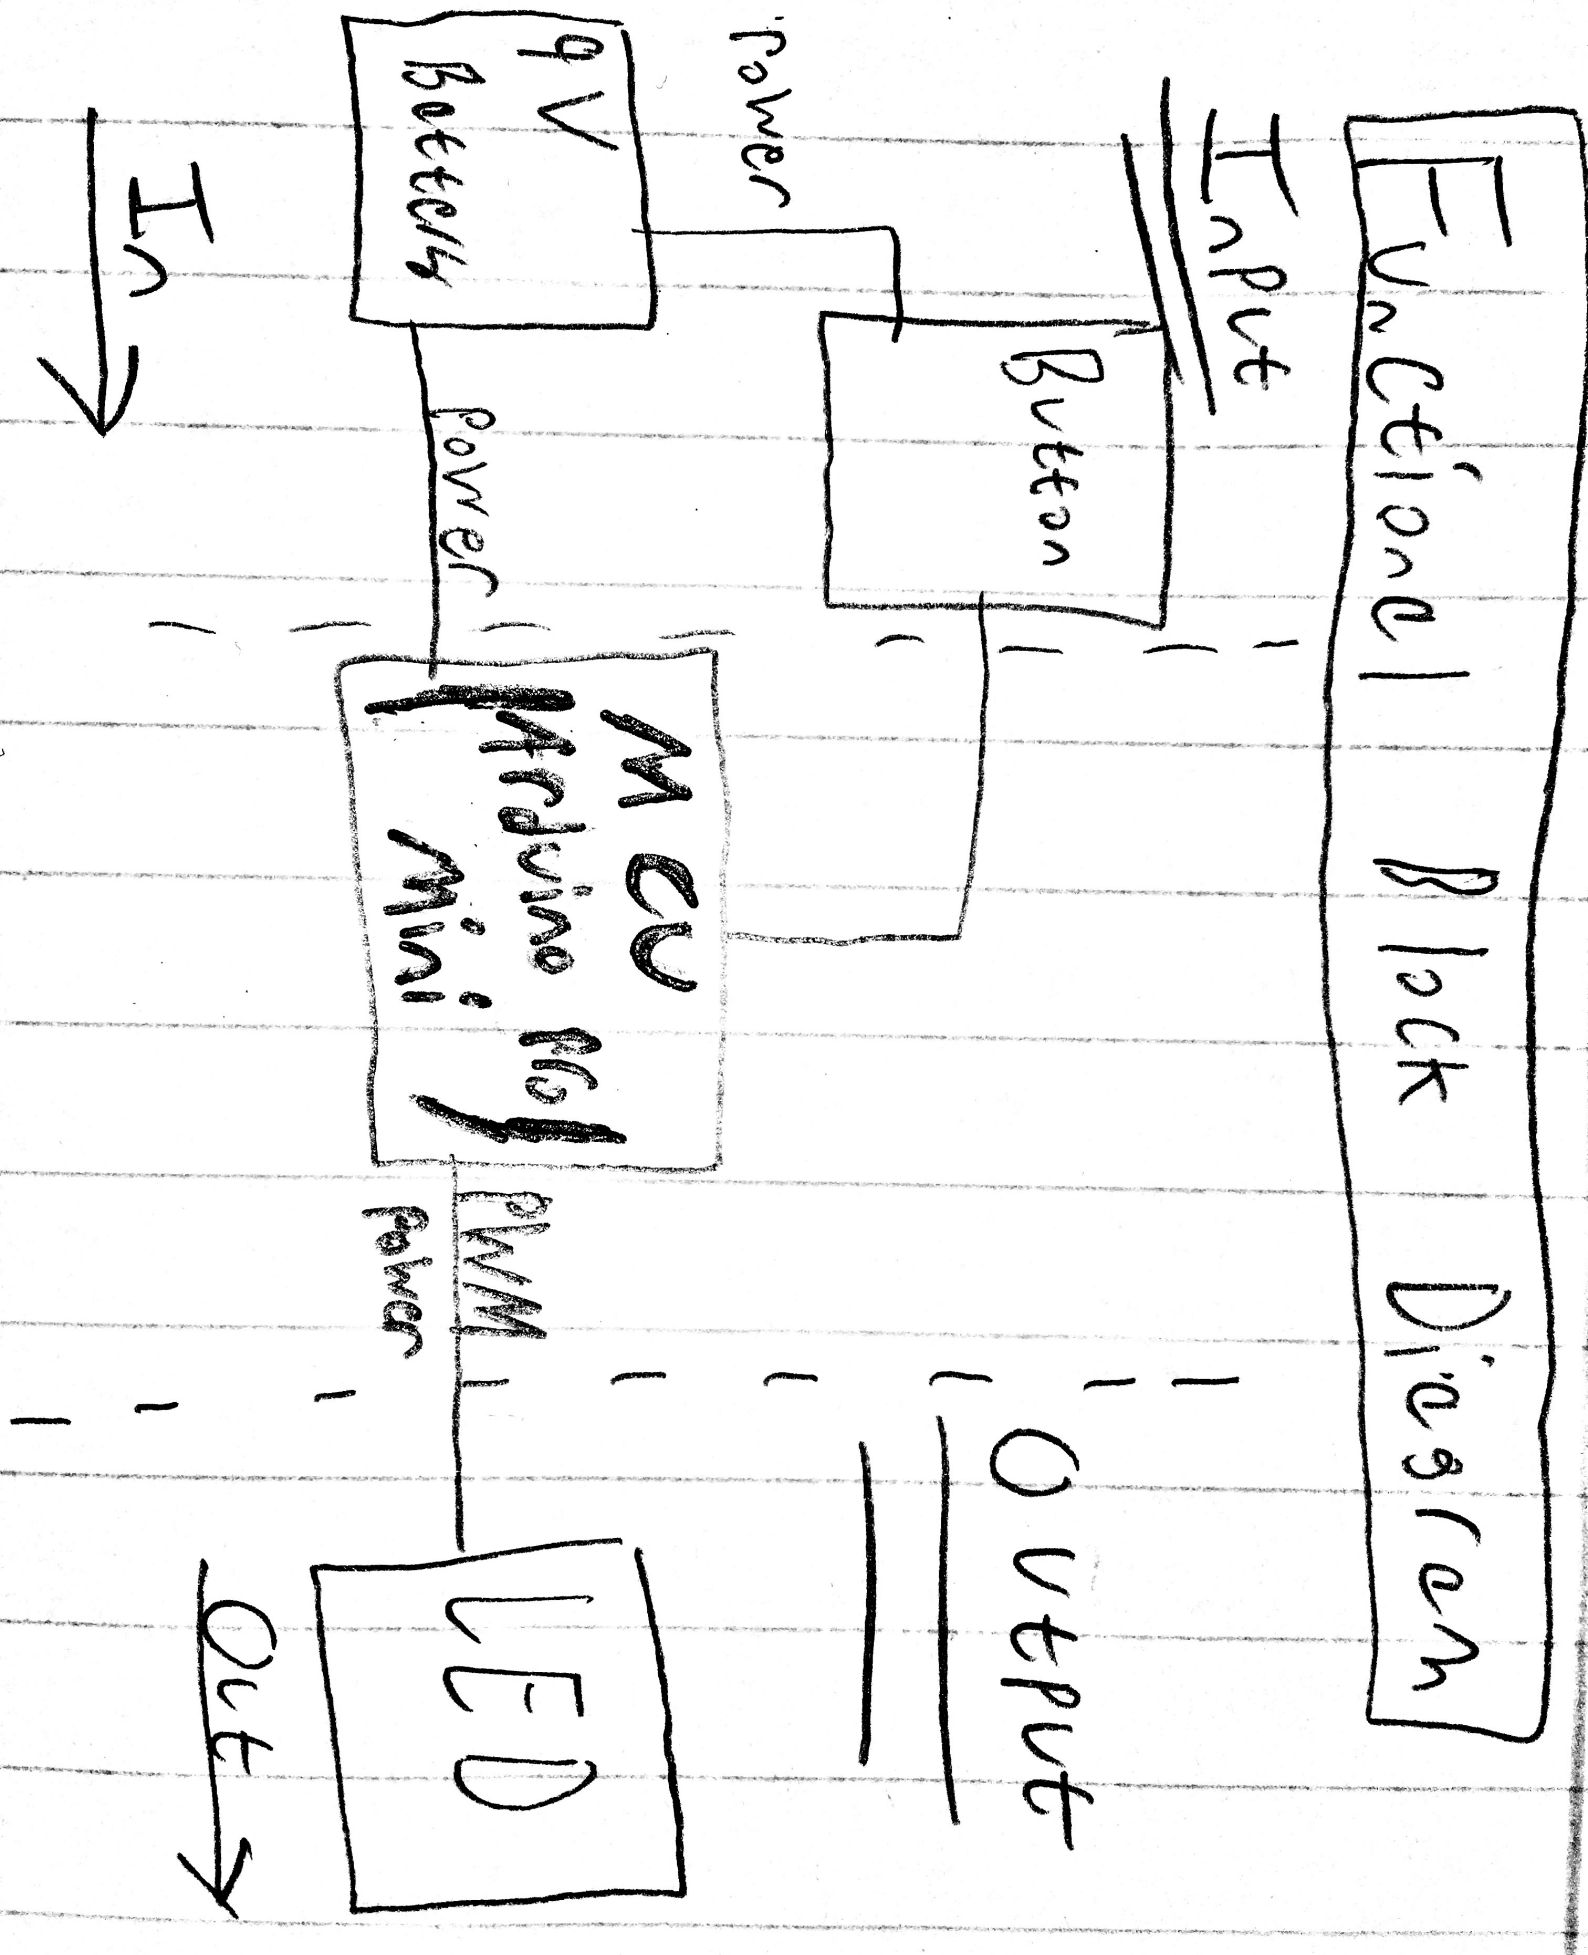 Functional Block Diagram
Input
Output
Button
power
9V
Battery
power
MCU
(Arduino Pro
Mini)
PWM
Power
LED
In
Out